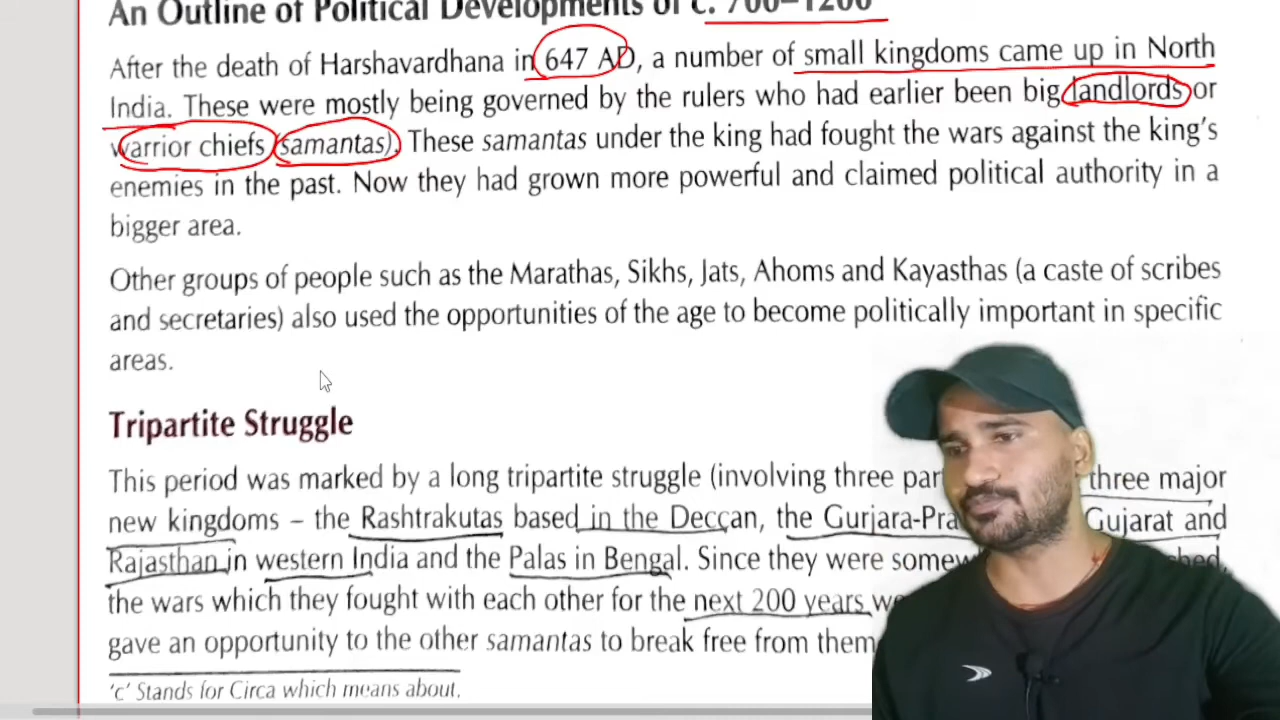 An Outline of Political Developments of c. 700–1200
After the death of Harshavardhana in 647 AD, a number of small kingdoms came up in North
India. These were mostly being governed by the rulers who had earlier been big landlords or
warrior chiefs (samantas). These samantas under the king had fought the wars against the king's
enemies in the past. Now they had grown more powerful and claimed political authority in a
bigger area.
Other groups of people such as the Marathas, Sikhs, Jats, Ahoms and Kayasthas (a caste of scribes
and secretaries) also used the opportunities of the age to become politically important in specific
areas.
Tripartite Struggle
This period was marked by a long tripartite struggle (involving three three major
new kingdoms – the Rashtrakutas based in the Deccan, the Gujarat and
Rajasthan in western India and the Palas in Bengal. Since they were
the wars which they fought with each other for the next 200 years
gave an opportunity to the other samantas to break free from them
'c' Stands for Circa which means about.